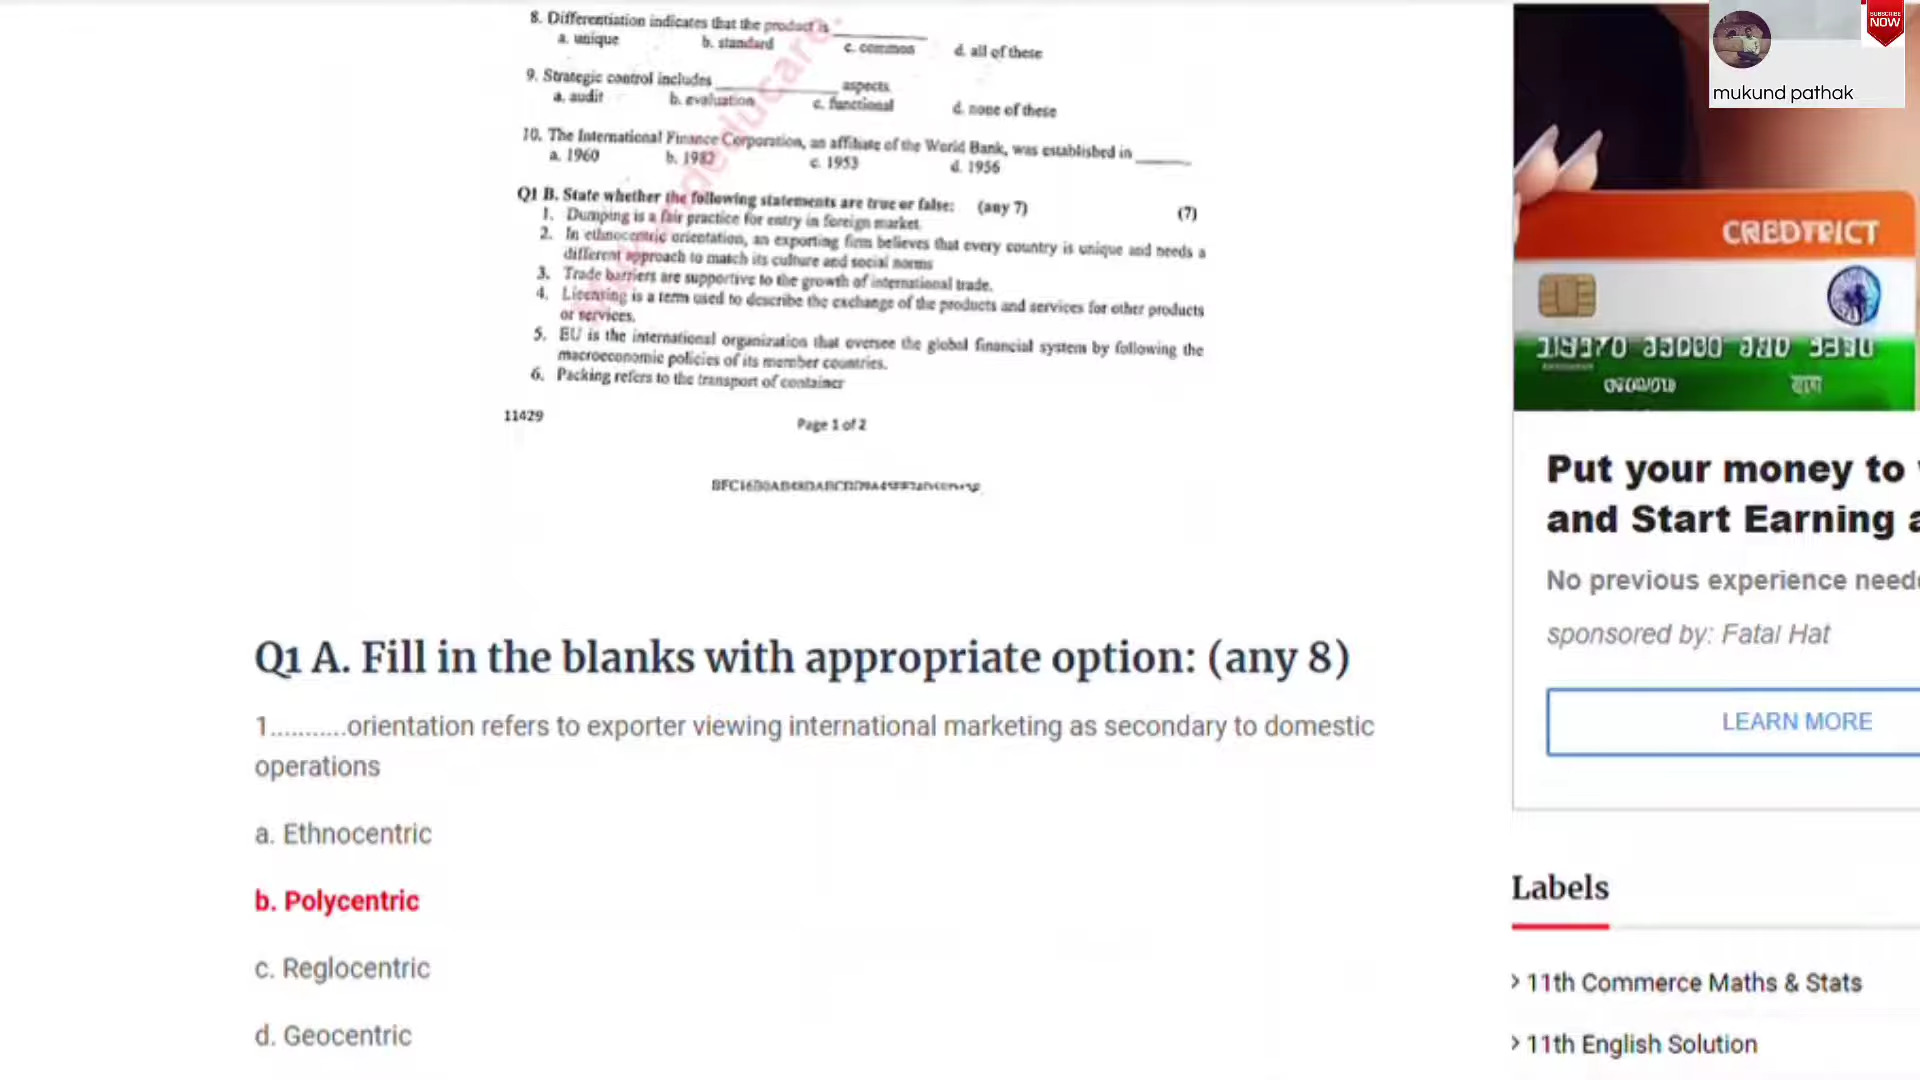 8. Differentiation indicates that the product is ________
a. unique b. standard c. common d. all of these
9. Strategic control includes ________ aspects
a. audit b. evaluation c. functional d. none of these
10. The International Finance Corporation, an affiliate of the World Bank, was established in ______
a. 1960 b. 1982 c. 1953 d. 1956
Q1 B. State whether the following statements are true or false: (any 7) (7)
1. Dumping is a fair practice for entry in foreign market.
2. In ethnocentric orientation, an exporting firm believes that every country is unique and needs a
different approach to match its culture and social norms
3. Trade barriers are supportive to the growth of international trade.
4. Licensing is a term used to describe the exchange of the products and services for other products
or services.
5. EU is the international organization that oversee the global financial system by following the
macroeconomic policies of its member countries.
6. Packing refers to the transport of container
11429
Page 1 of 2
Q1 A. Fill in the blanks with appropriate option: (any 8)
1...........orientation refers to exporter viewing international marketing as secondary to domestic
operations
a. Ethnocentric
b. Polycentric
c. Reglocentric
d. Geocentric
SUBSCRIBE
NOW
mukund pathak
CREDTRICT
Put your money to
and Start Earning a
No previous experience neede
sponsored by: Fatal Hat
LEARN MORE
Labels
> 11th Commerce Maths & Stats
> 11th English Solution